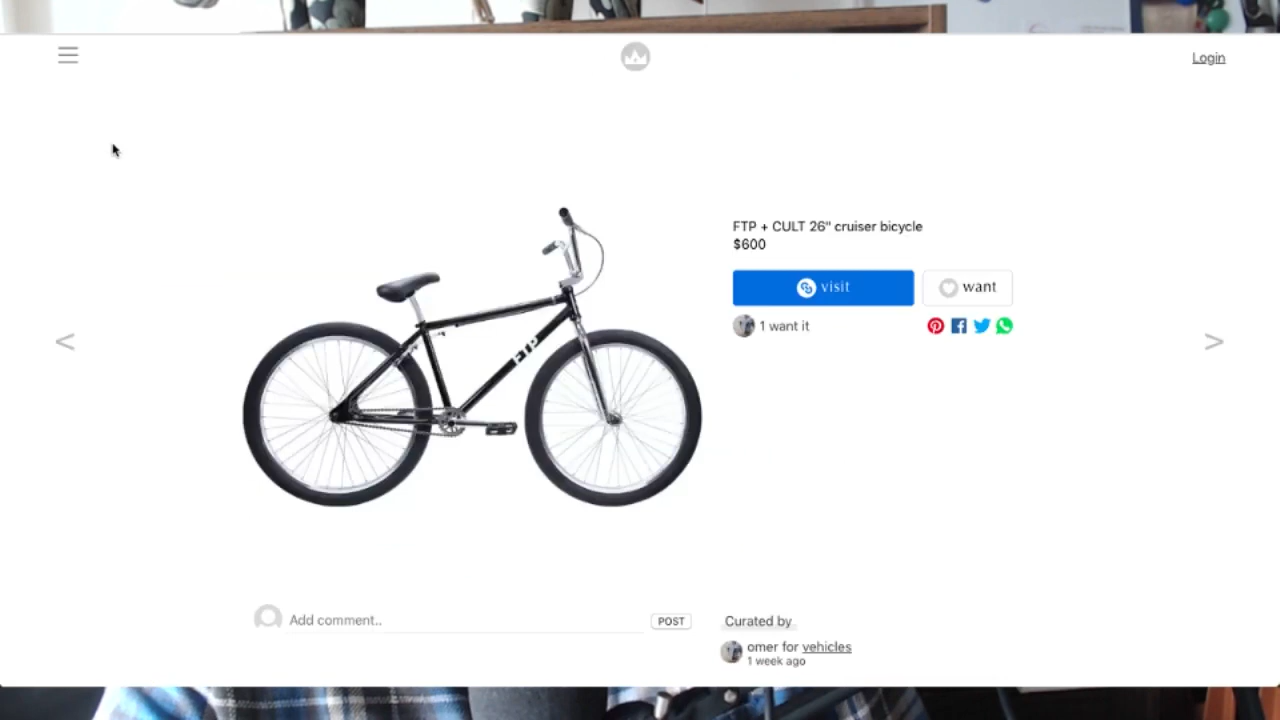 Login
FTP + CULT 26" cruiser bicycle
$600
visit
want
1 want it
FTP
<
>
Add comment..
POST
Curated by
omer for vehicles
1 week ago